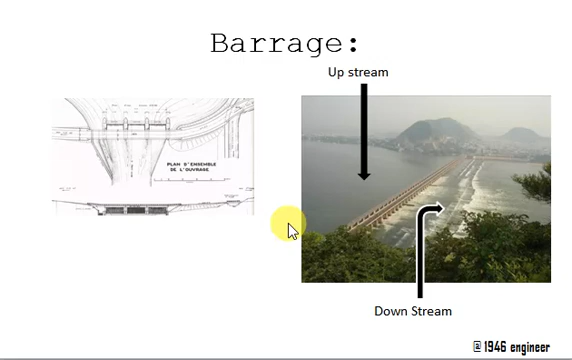 Barrage:
Up stream
PLAN D'ENSEMBLE
DE L'OUVRAGE
Down Stream
@ 1946 engineer